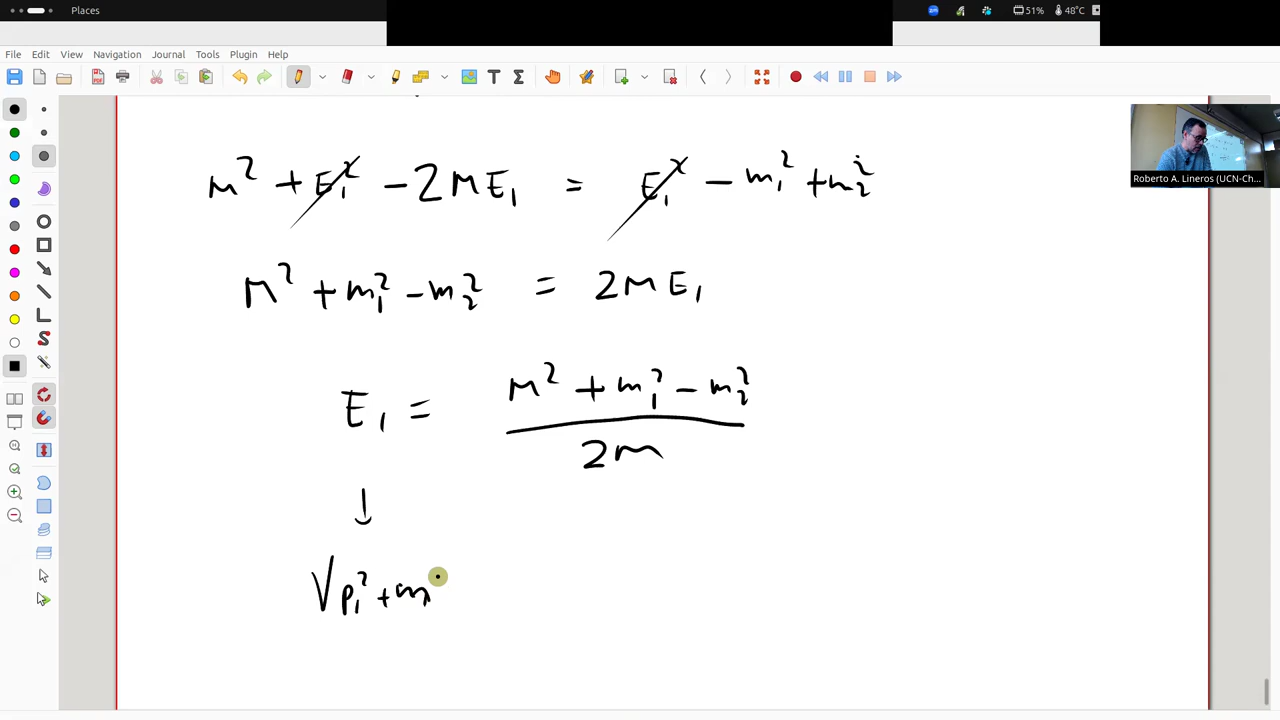 Places
51% 48°C
File Edit View Navigation Journal Tools Plugin Help
M² + E₁² - 2ME₁ = E₁² - m₁² + m₂²
Roberto A. Lineros (UCN-Ch...
M² + m₁² - m₂² = 2ME₁
E₁ = M² + m₁² - m₂²
2M
↓
√p₁² + m